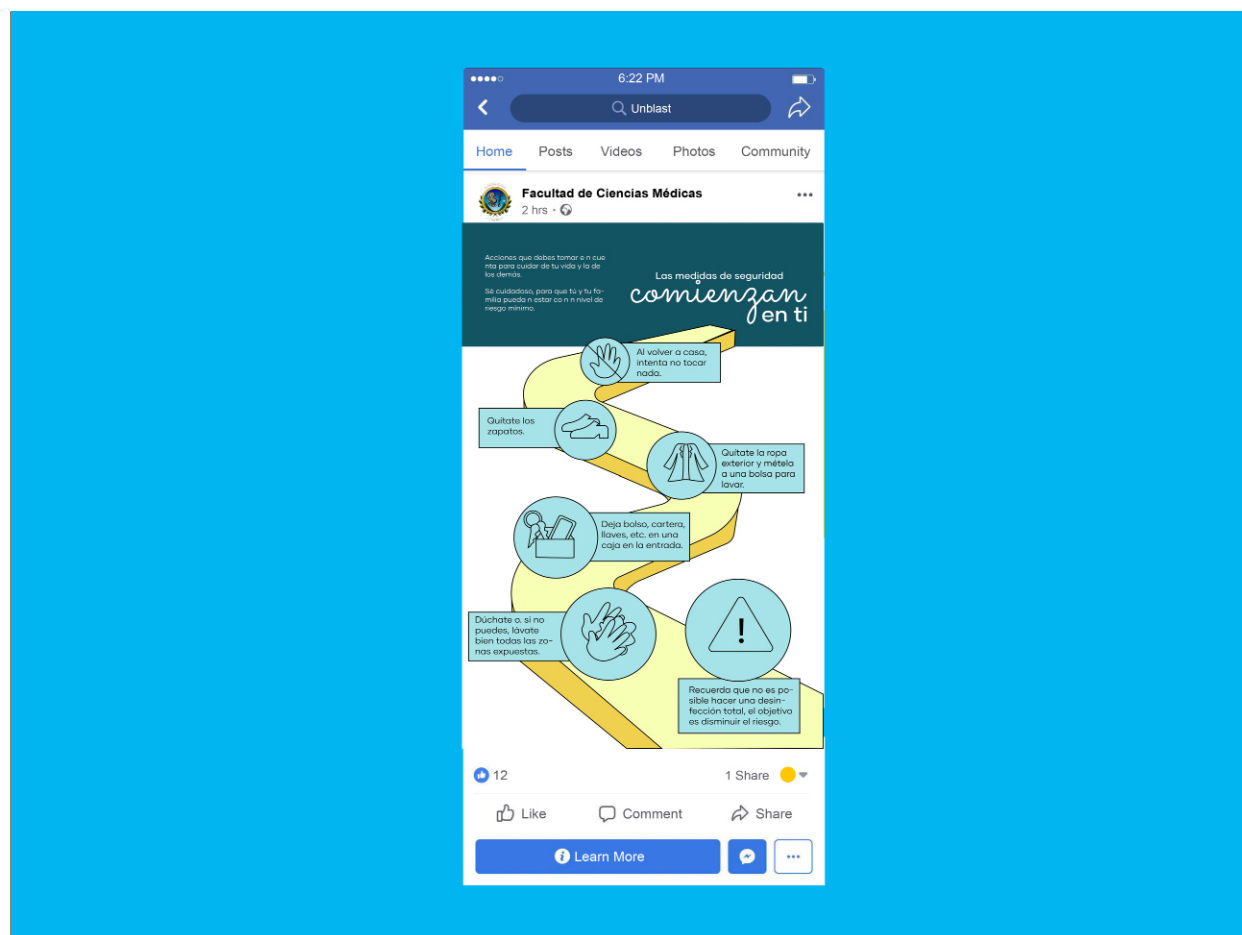 6:22 PM
Unblast
Home Posts Videos Photos Community
Facultad de Ciencias Médicas
2 hrs
Acciones que debes tomar e n cue
nta para cuidar de tu vida y la de
los demás.
Sé cuidadoso, para que tú y tu fa-
milia pueda n estar co n n nivel de
riesgo mínimo.
Las medidas de seguridad
comienzan
en ti
Al volver a casa,
intenta no tocar
nada.
Quítate los
zapatos.
Quítate la ropa
exterior y métela
a una bolsa para
lavar.
Deja bolso, cartera,
llaves, etc. en una
caja en la entrada.
Dúchate o, si no
puedes, lávate
bien todas las zo-
nas expuestas.
!
Recuerda que no es po-
sible hacer una desin-
fección total, el objetivo
es disminuir el riesgo.
12
1 Share
Like Comment Share
Learn More